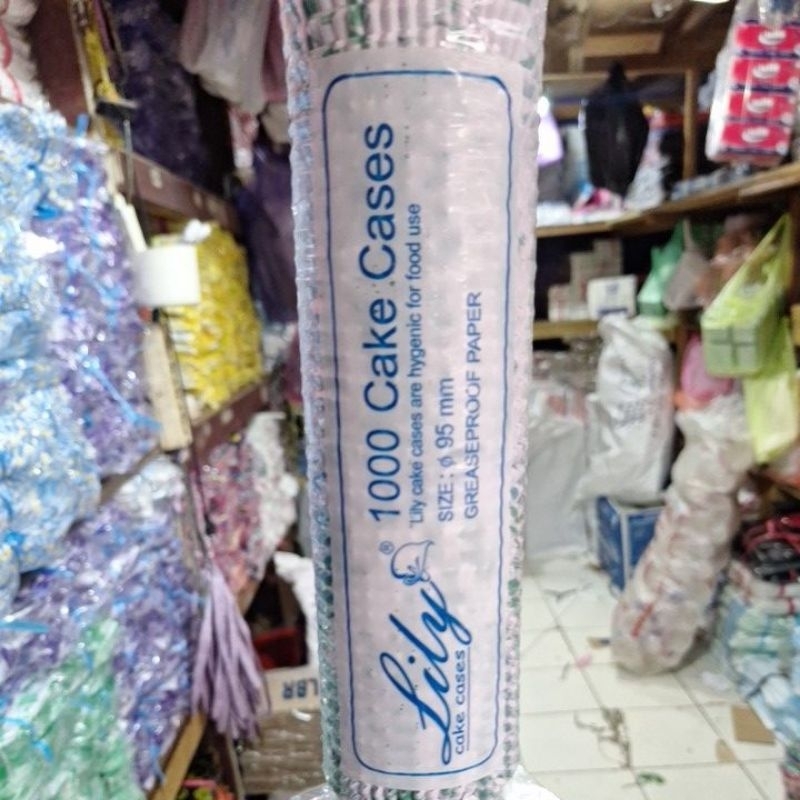 Lily®
cake cases
1000 Cake Cases
'Lily cake cases are hygenic for food use
SIZE : ϕ 95 mm
GREASEPROOF PAPER